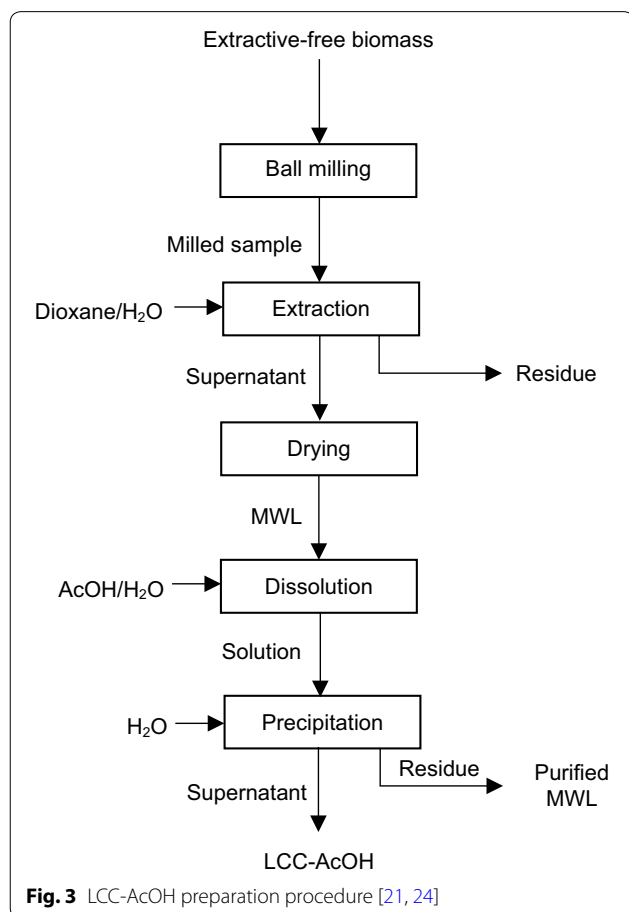 Extractive-free biomass
Ball milling
Milled sample
Dioxane/H₂O
Extraction
Supernatant
Residue
Drying
MWL
AcOH/H₂O
Dissolution
Solution
H₂O
Precipitation
Residue
Supernatant
Purified
MWL
LCC-AcOH
Fig. 3 LCC-AcOH preparation procedure [21, 24]